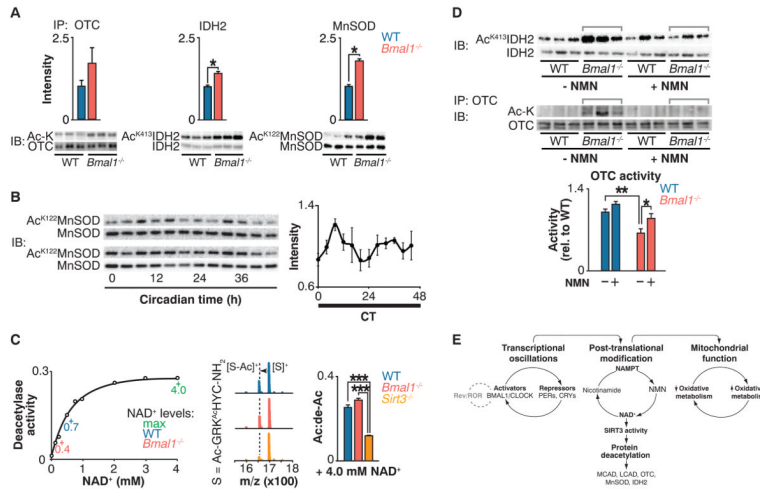 A
IP: OTC
IDH2
MnSOD
WT
Bmal1-/-
2.5
2.5
2.5
Intensity
*
*
0
0
0
IB:
Ac-K
OTC
AcK413IDH2
IDH2
AcK122MnSOD
MnSOD
WT Bmal1-/-
WT Bmal1-/-
WT Bmal1-/-
B
IB:
AcK122MnSOD
MnSOD
AcK122MnSOD
MnSOD
0 12 24 36
Circadian time (h)
1.4
Intensity
0.6
0 24 48
CT
C
0.3
Deacetylase activity
0
4.0
0.7
0.4
NAD+ levels:
max
WT
Bmal1-/-
0 1 2 3 4
NAD+ (mM)
S = Ac-GRKAcHYC-NH2
[S-Ac]+
[S]+
16 17 18
m/z (x100)
WT
Bmal1-/-
Sirt3-/-
0.4
Ac:de-Ac
0
***
***
+ 4.0 mM NAD+
D
IB:
AcK413IDH2
IDH2
WT Bmal1-/- WT Bmal1-/-
- NMN + NMN
IP: OTC
IB:
Ac-K
OTC
WT Bmal1-/- WT Bmal1-/-
- NMN + NMN
OTC activity
WT
Bmal1-/-
1.4
Activity
(rel. to WT)
0
**
*
NMN − + − +
E
Transcriptional
oscillations
Post-translational
modification
Mitochondrial
function
NAMPT
Rev/ROR
Activators
BMAL1/CLOCK
Repressors
PERs, CRYs
Nicotinamide
NMN
Oxidative
metabolism
Oxidative
metabolism
NAD+
SIRT3 activity
Protein
deacetylation
MCAD, LCAD, OTC,
MnSOD, IDH2